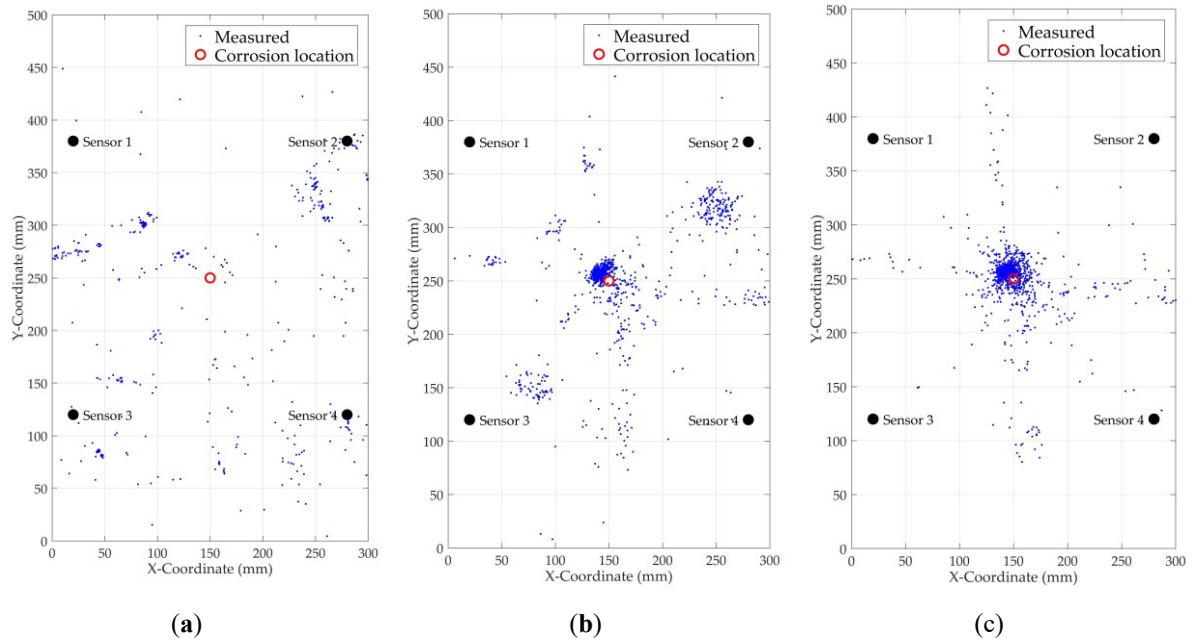 500
450
400
350
300
250
200
150
100
50
0
0 50 100 150 200 250 300
Y-Coordinate (mm)
X-Coordinate (mm)
Measured
Corrosion location
Sensor 1
Sensor 2
Sensor 3
Sensor 4
(a)
500
450
400
350
300
250
200
150
100
50
0
0 50 100 150 200 250 300
Y-Coordinate (mm)
X-Coordinate (mm)
Measured
Corrosion location
Sensor 1
Sensor 2
Sensor 3
Sensor 4
(b)
500
450
400
350
300
250
200
150
100
50
0
0 50 100 150 200 250 300
Y-Coordinate (mm)
X-Coordinate (mm)
Measured
Corrosion location
Sensor 1
Sensor 2
Sensor 3
Sensor 4
(c)